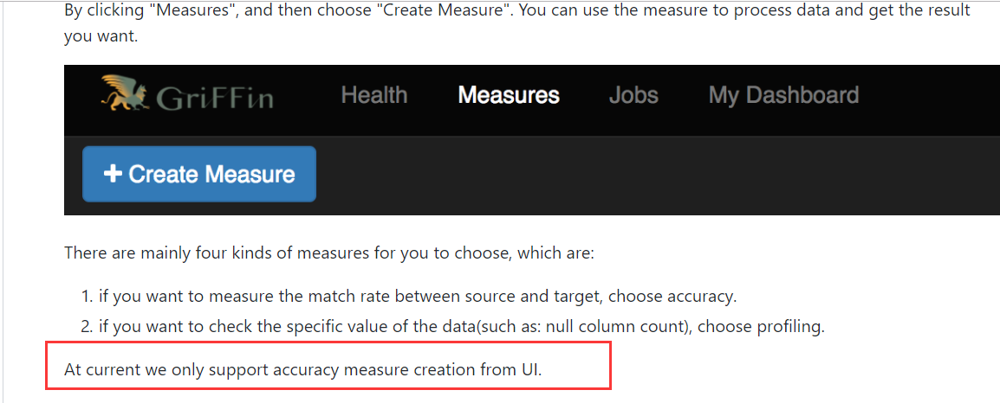 By clicking "Measures", and then choose "Create Measure". You can use the measure to process data and get the result
you want.
GriFFin Health Measures Jobs My Dashboard
+ Create Measure
There are mainly four kinds of measures for you to choose, which are:
1. if you want to measure the match rate between source and target, choose accuracy.
2. if you want to check the specific value of the data(such as: null column count), choose profiling.
At current we only support accuracy measure creation from UI.